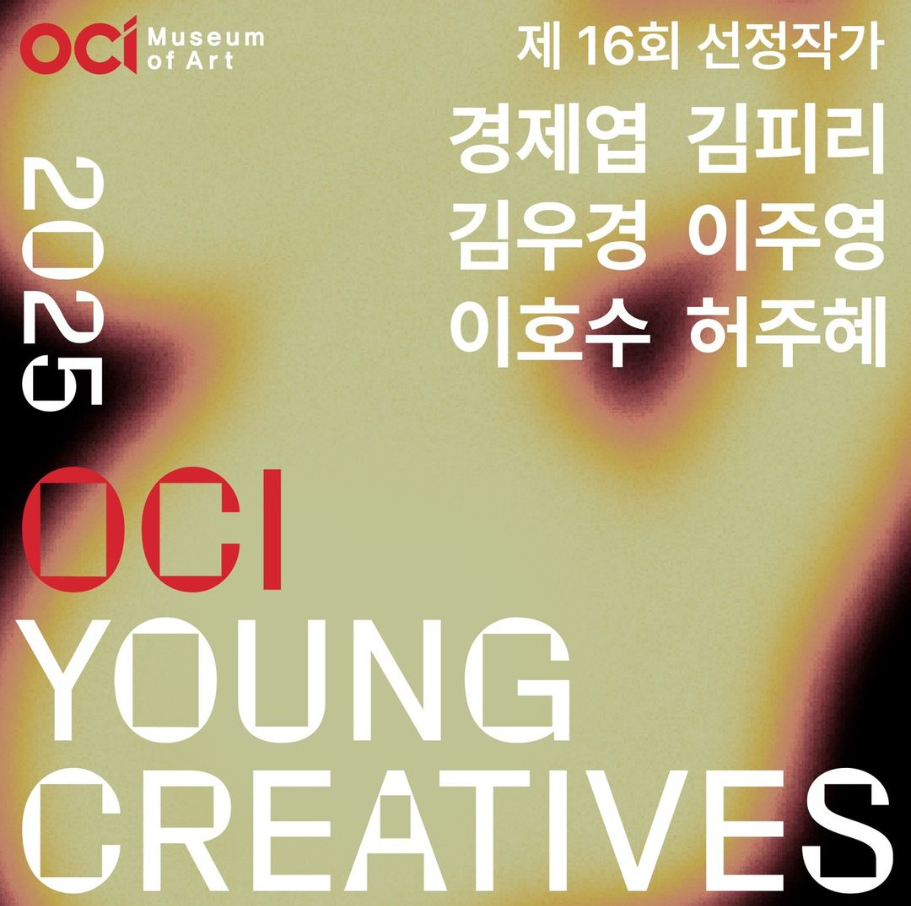 OCI Museum
of Art
제 16회 선정작가
경제엽 김피리
김우경 이주영
이호수 허주혜
2025
OCI
YOUNG
CREATIVES